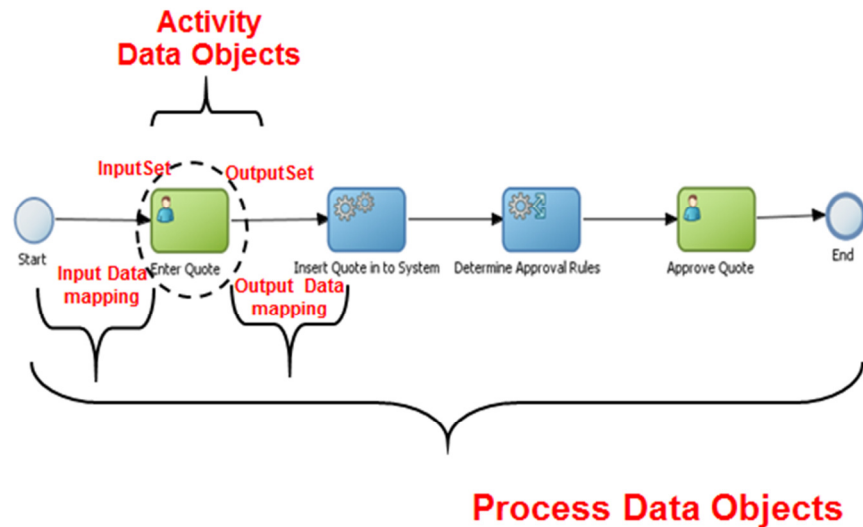 Activity
Data Objects
InputSet
OutputSet
Start
Enter Quote
Insert Quote in to System
Determine Approval Rules
Approve Quote
End
Input Data
mapping
Output Data
mapping
Process Data Objects